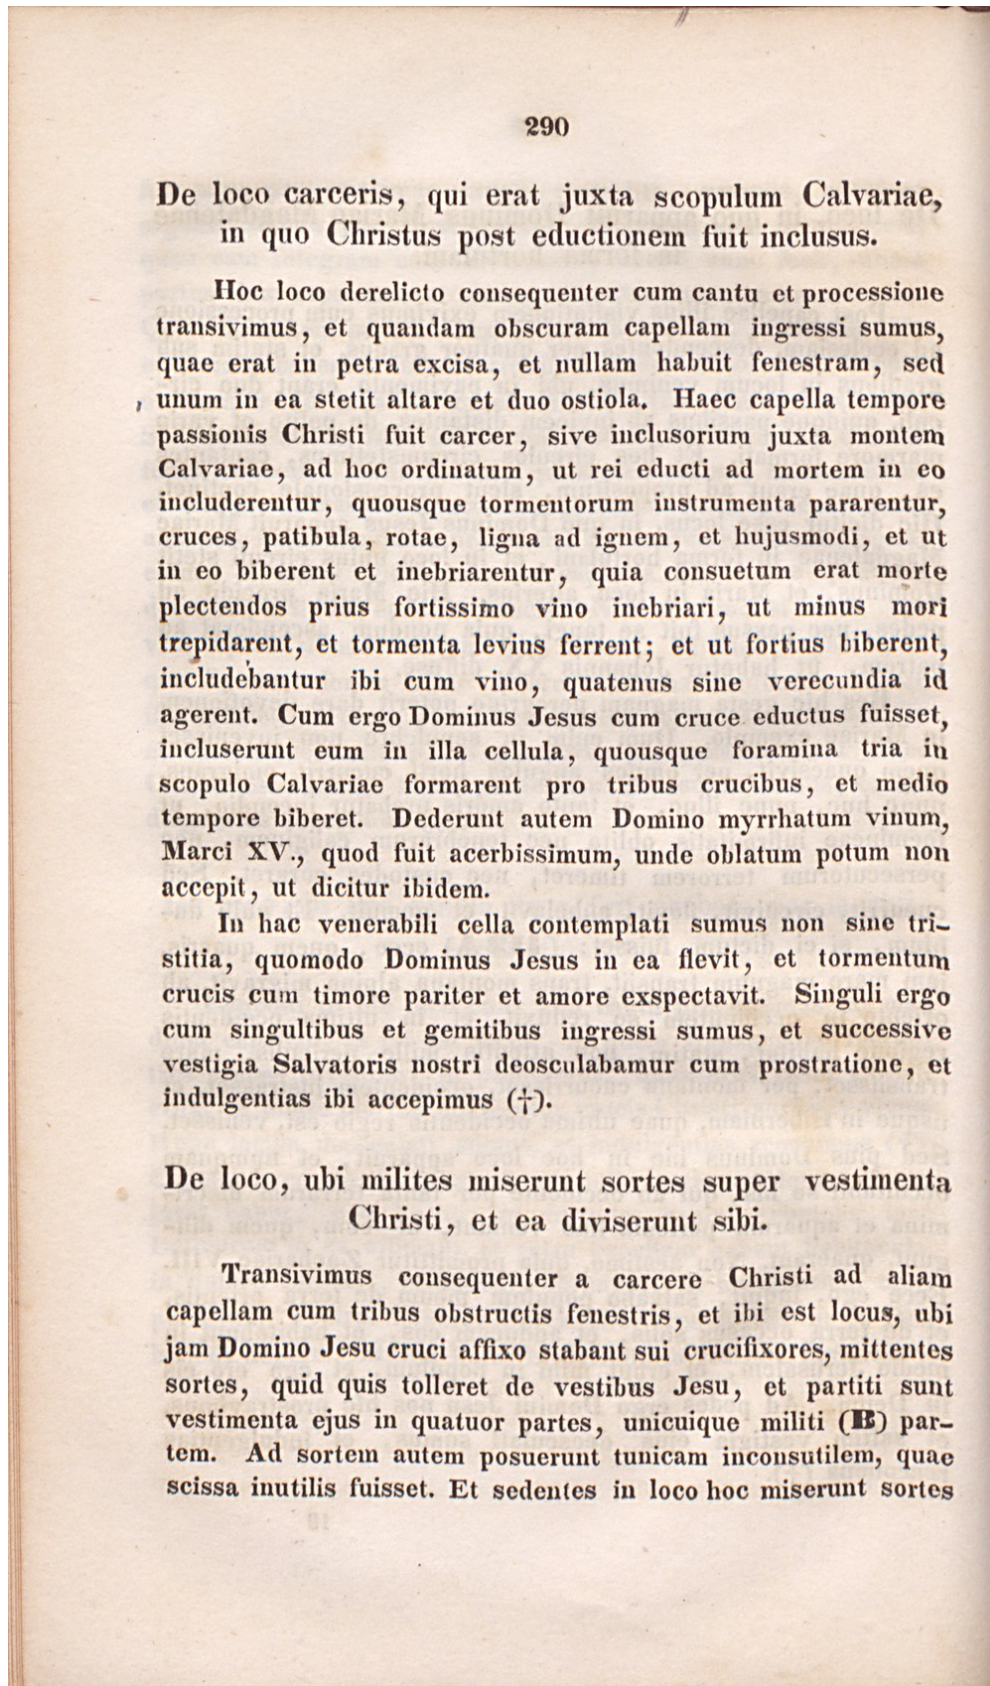 290
De loco carceris, qui erat juxta scopulum Calvariae,
in quo Christus post eductionem fuit inclusus.
Hoc loco derelicto consequenter cum cantu et processione
transivimus, et quandam obscuram capellam ingressi sumus,
quae erat in petra excisa, et nullam habuit fenestram, sed
unum in ea stetit altare et duo ostiola. Haec capella tempore
passionis Christi fuit carcer, sive inclusorium juxta montem
Calvariae, ad hoc ordinatum, ut rei educti ad mortem in eo
includerentur, quousque tormentorum instrumenta pararentur,
cruces, patibula, rotae, ligna ad ignem, et hujusmodi, et ut
in eo biberent et inebriarentur, quia consuetum erat morte
plectendos prius fortissimo vino inebriari, ut minus mori
trepidarent, et tormenta levius ferrent; et ut fortius biberent,
includebantur ibi cum vino, quatenus sine verecundia id
agerent. Cum ergo Dominus Jesus cum cruce eductus fuisset,
incluserunt eum in illa cellula, quousque foramina tria in
scopulo Calvariae formarent pro tribus crucibus, et medio
tempore biberet. Dederunt autem Domino myrrhatum vinum,
Marci XV., quod fuit acerbissimum, unde oblatum potum non
accepit, ut dicitur ibidem.
In hac venerabili cella contemplati sumus non sine tri-
stitia, quomodo Dominus Jesus in ea flevit, et tormentum
crucis cum timore pariter et amore exspectavit. Singuli ergo
cum singultibus et gemitibus ingressi sumus, et successive
vestigia Salvatoris nostri deosculabamur cum prostratione, et
indulgentias ibi accepimus (†).
De loco, ubi milites miserunt sortes super vestimenta
Christi, et ea diviserunt sibi.
Transivimus consequenter a carcere Christi ad aliam
capellam cum tribus obstructis fenestris, et ibi est locus, ubi
jam Domino Jesu cruci affixo stabant sui crucifixores, mittentes
sortes, quid quis tolleret de vestibus Jesu, et partiti sunt
vestimenta ejus in quatuor partes, unicuique militi (B) par-
tem. Ad sortem autem posuerunt tunicam inconsutilem, quae
scissa inutilis fuisset. Et sedentes in loco hoc miserunt sortes